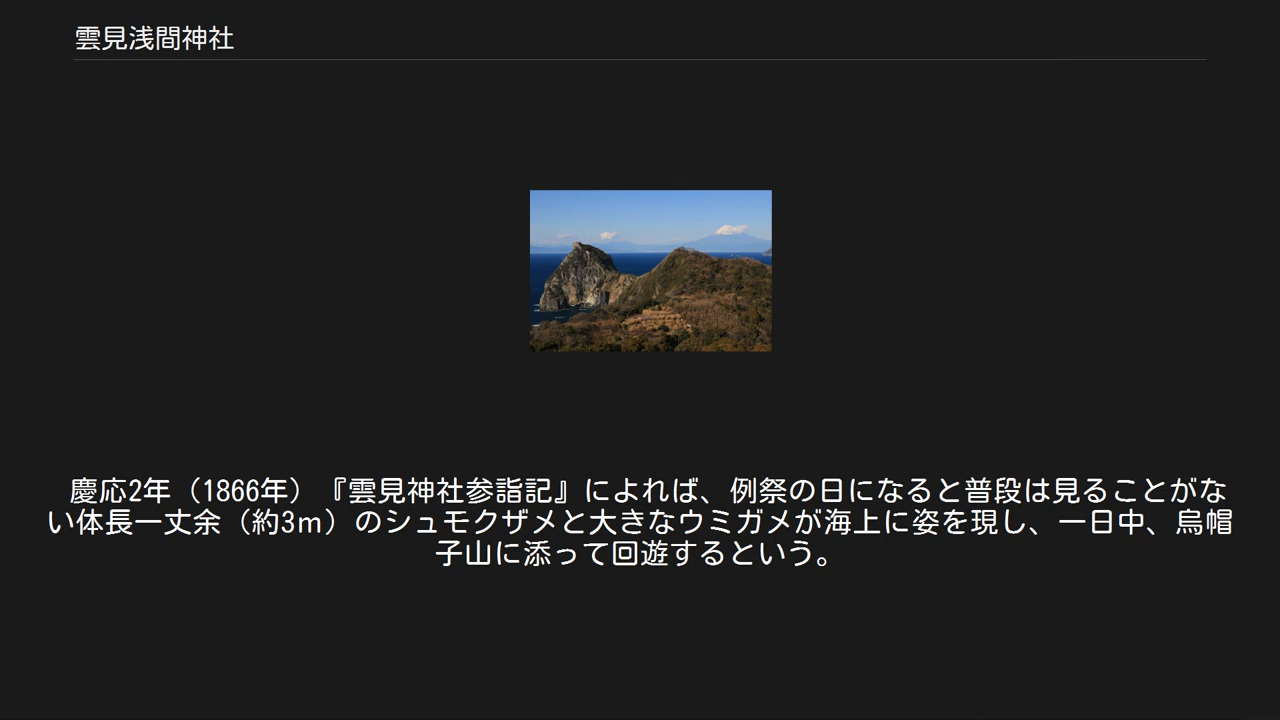 雲見浅間神社
慶応2年（1866年）『雲見神社参詣記』によれば、例祭の日になると普段は見ることがな
い体長一丈余（約3m）のシュモクザメと大きなウミガメが海上に姿を現し、一日中、烏帽
子山に添って回遊するという。